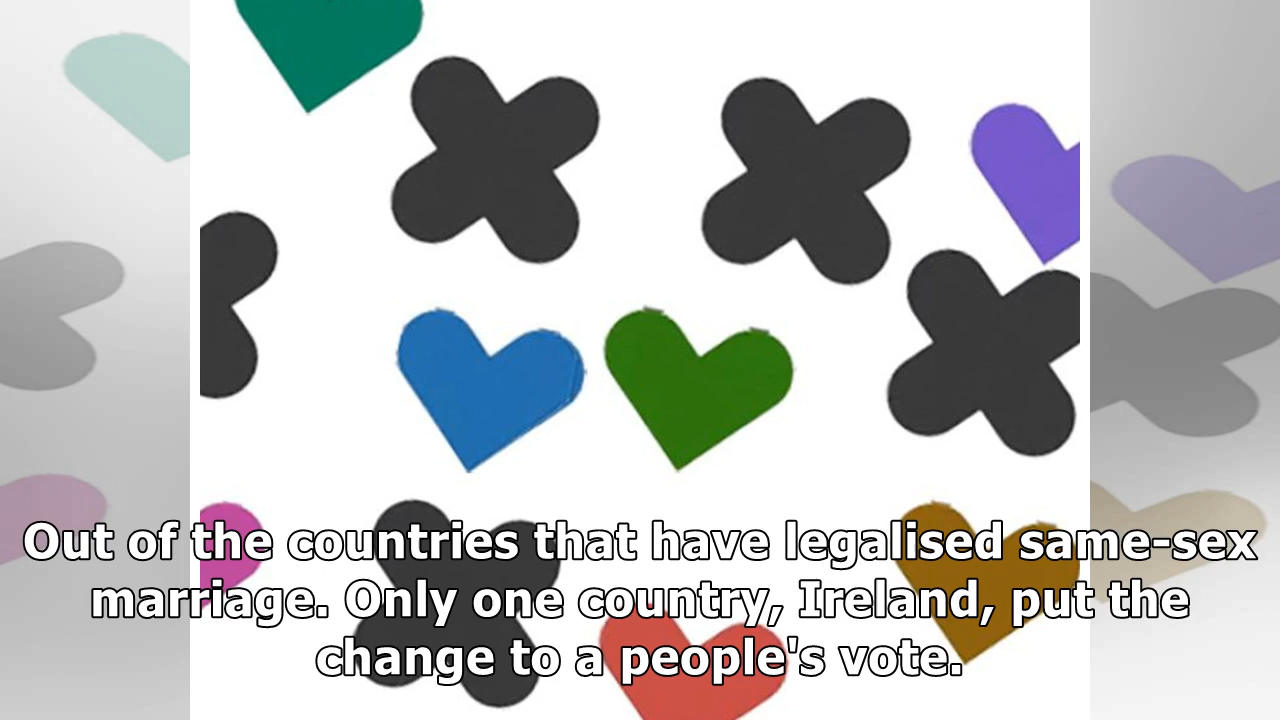 Out of the countries that have legalised same-sex
marriage. Only one country, Ireland, put the
change to a people's vote.